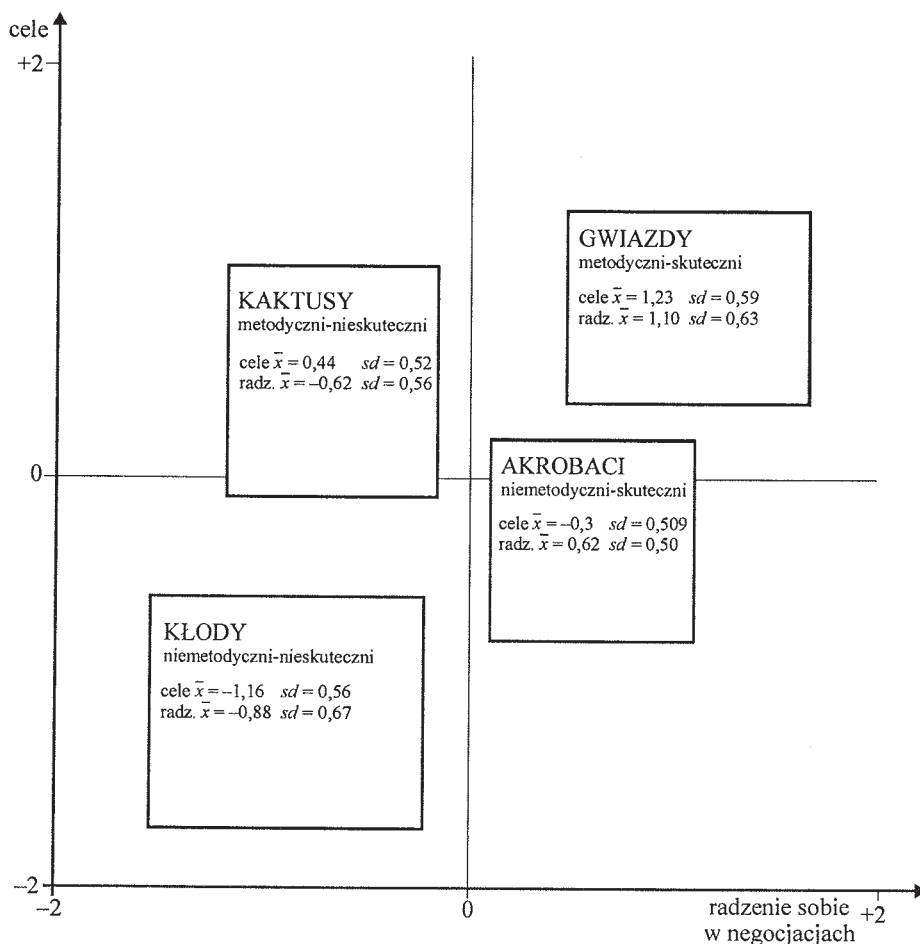 cele
+2
GWIAZDY
metodyczni-skuteczni
cele x̄ = 1,23 sd = 0,59
radz. x̄ = 1,10 sd = 0,63
KAKTUSY
metodyczni-nieskuteczni
cele x̄ = 0,44 sd = 0,52
radz. x̄ = –0,62 sd = 0,56
0
AKROBACI
niemetodyczni-skuteczni
cele x̄ = –0,3 sd = 0,509
radz. x̄ = 0,62 sd = 0,50
KŁODY
niemetodyczni-nieskuteczni
cele x̄ = –1,16 sd = 0,56
radz. x̄ = –0,88 sd = 0,67
–2
–2
0
radzenie sobie +2
w negocjacjach